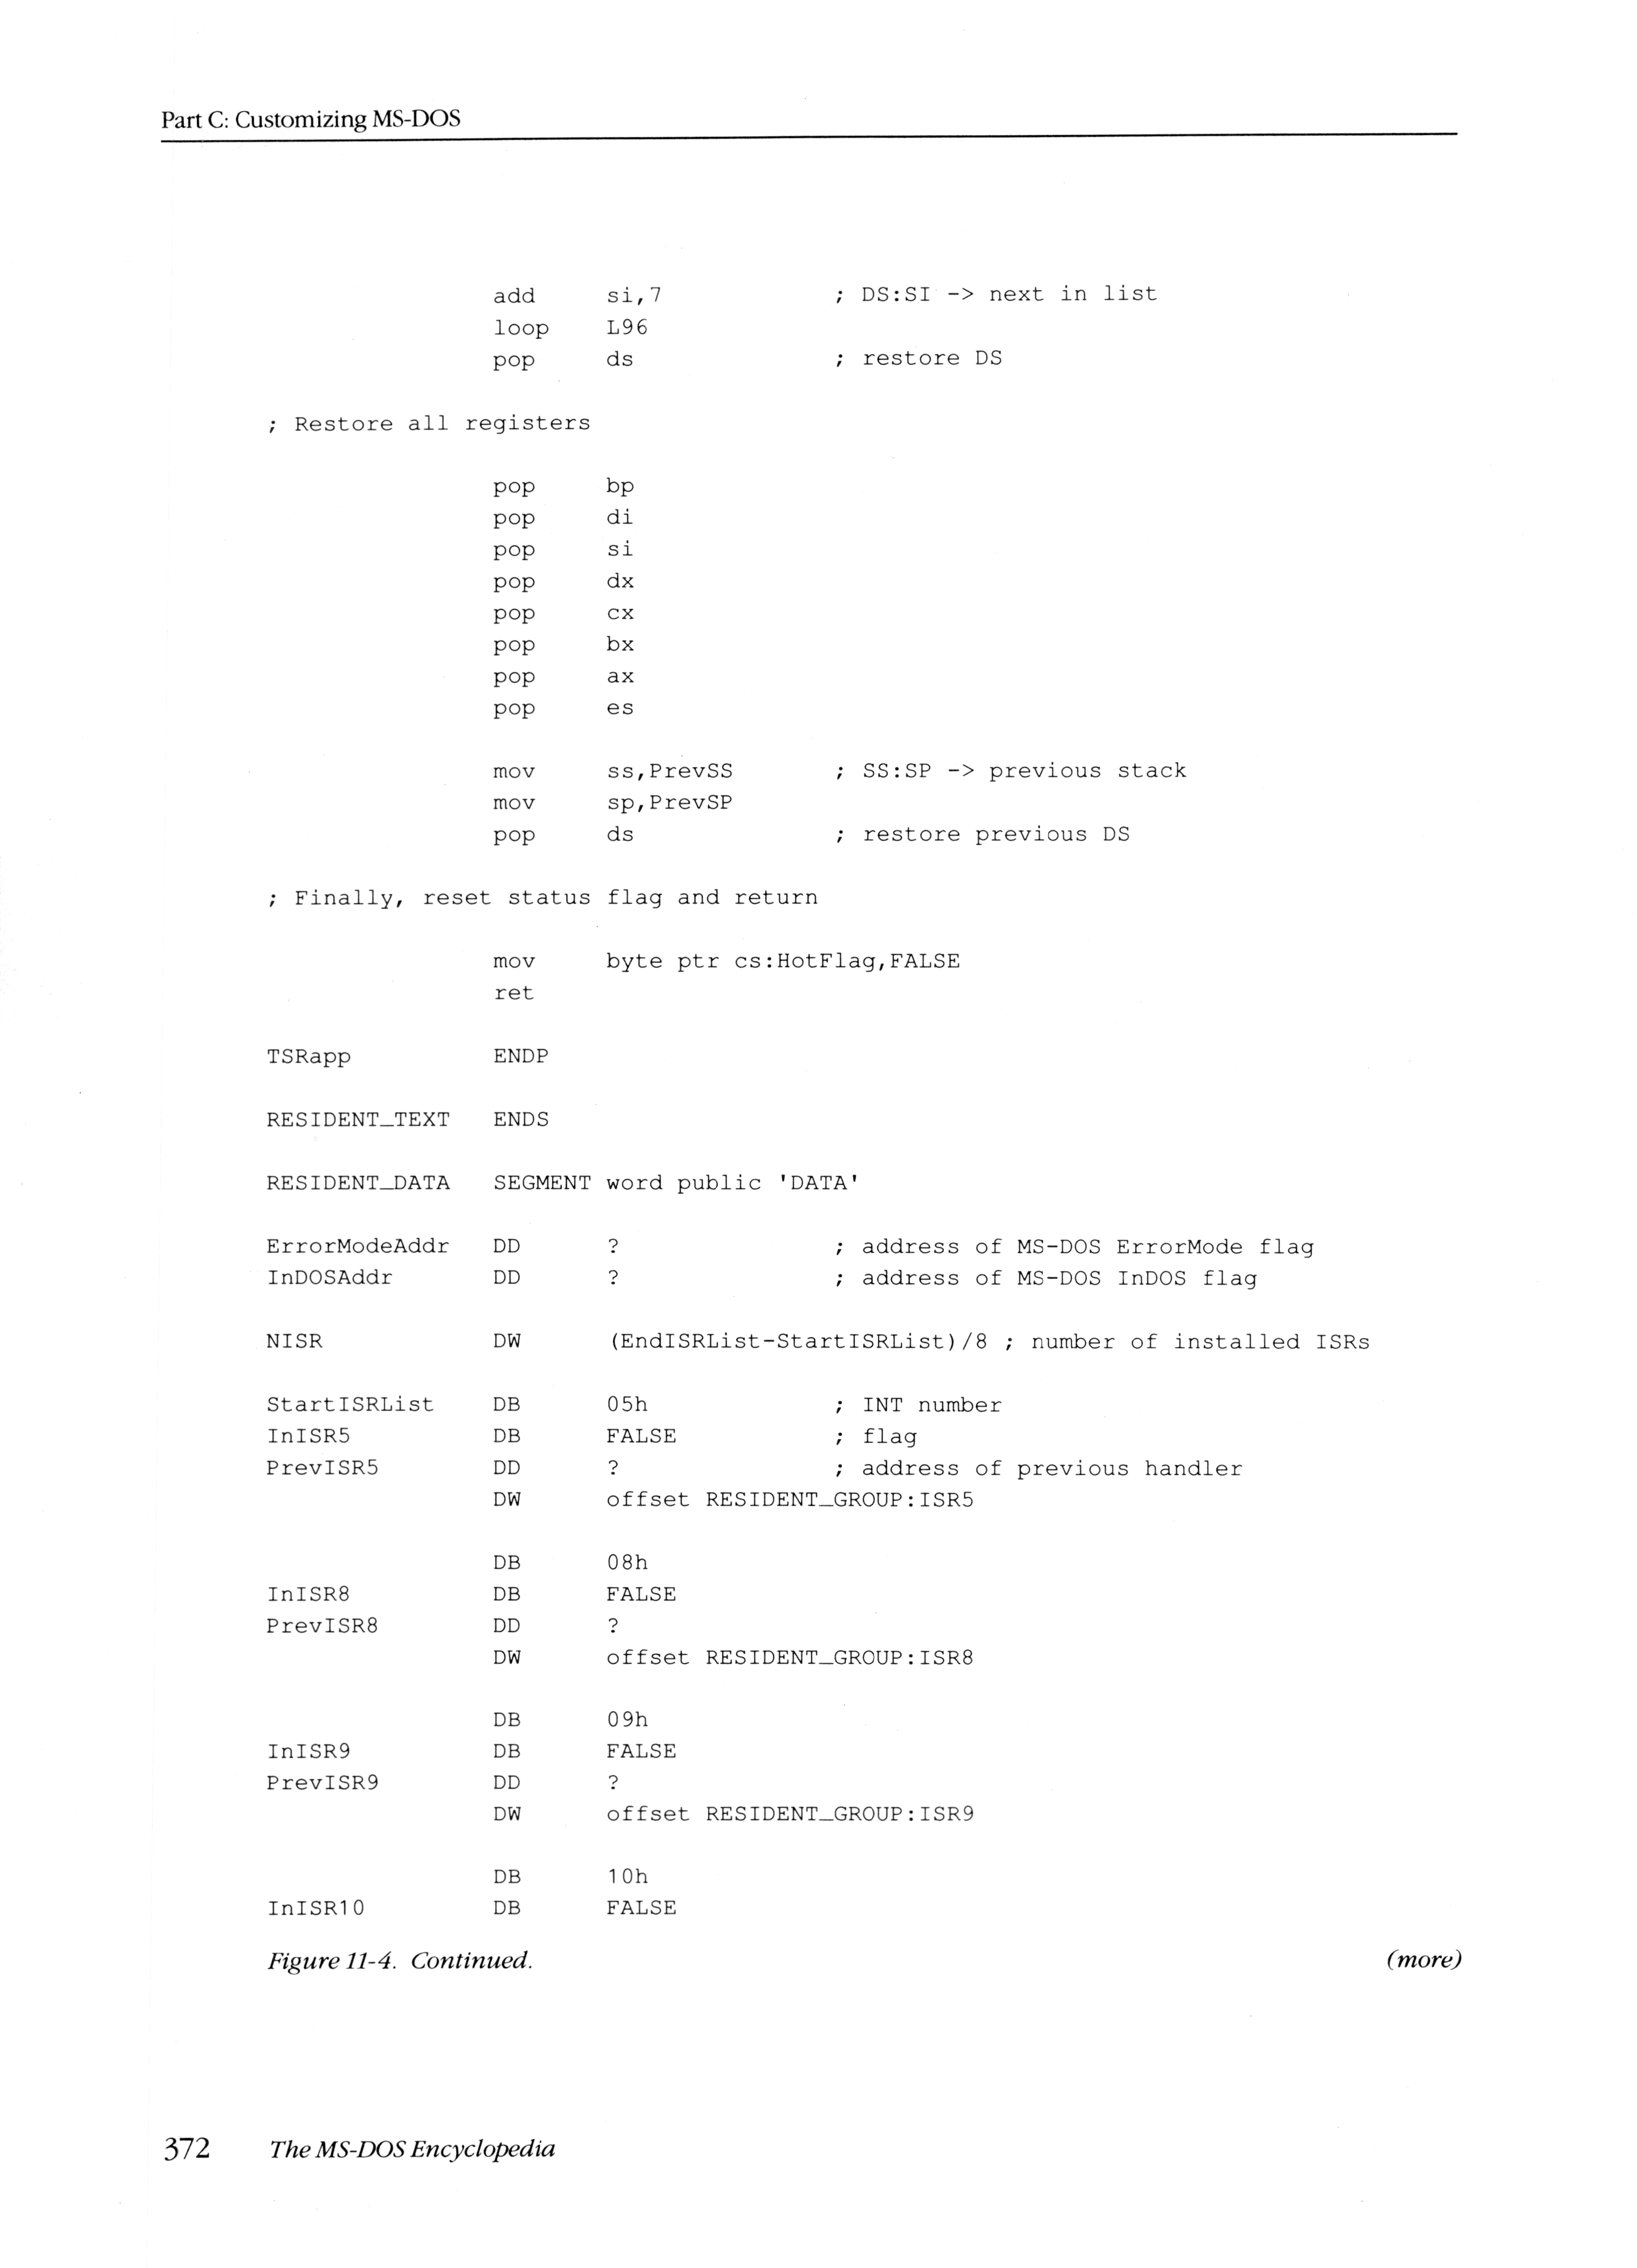 Part C: Customizing MS-DOS
add si,7 ; DS:SI -> next in list
loop L96
pop ds ; restore DS
; Restore all registers
pop bp
pop di
pop si
pop dx
pop cx
pop bx
pop ax
pop es
mov ss,PrevSS ; SS:SP -> previous stack
mov sp,PrevSP
pop ds ; restore previous DS
; Finally, reset status flag and return
mov byte ptr cs:HotFlag,FALSE
ret
TSRapp ENDP
RESIDENT_TEXT ENDS
RESIDENT_DATA SEGMENT word public 'DATA'
ErrorModeAddr DD ? ; address of MS-DOS ErrorMode flag
InDOSAddr DD ? ; address of MS-DOS InDOS flag
NISR DW (EndISRList-StartISRList)/8 ; number of installed ISRs
StartISRList DB 05h ; INT number
InISR5 DB FALSE ; flag
PrevISR5 DD ? ; address of previous handler
DW offset RESIDENT_GROUP:ISR5
DB 08h
InISR8 DB FALSE
PrevISR8 DD ?
DW offset RESIDENT_GROUP:ISR8
DB 09h
InISR9 DB FALSE
PrevISR9 DD ?
DW offset RESIDENT_GROUP:ISR9
DB 10h
InISR10 DB FALSE
Figure 11-4. Continued. (more)
372 The MS-DOS Encyclopedia